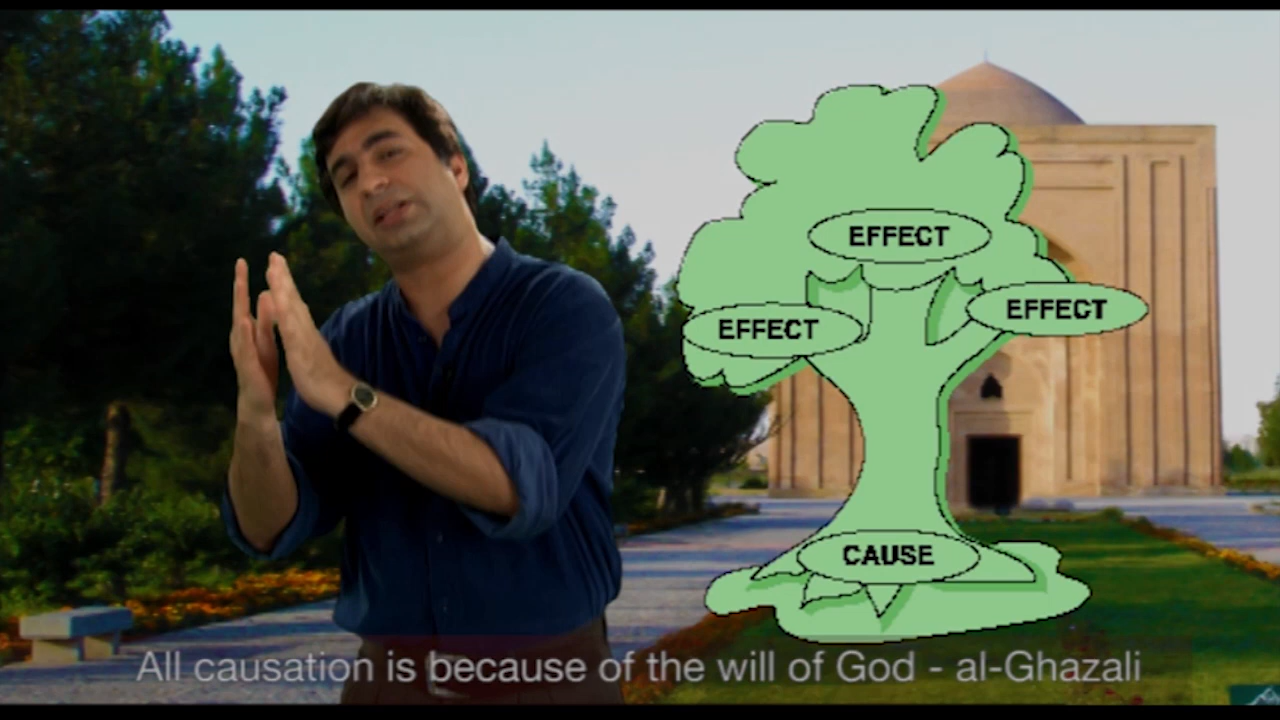 EFFECT
EFFECT
EFFECT
CAUSE
All causation is because of the will of God - al-Ghazali